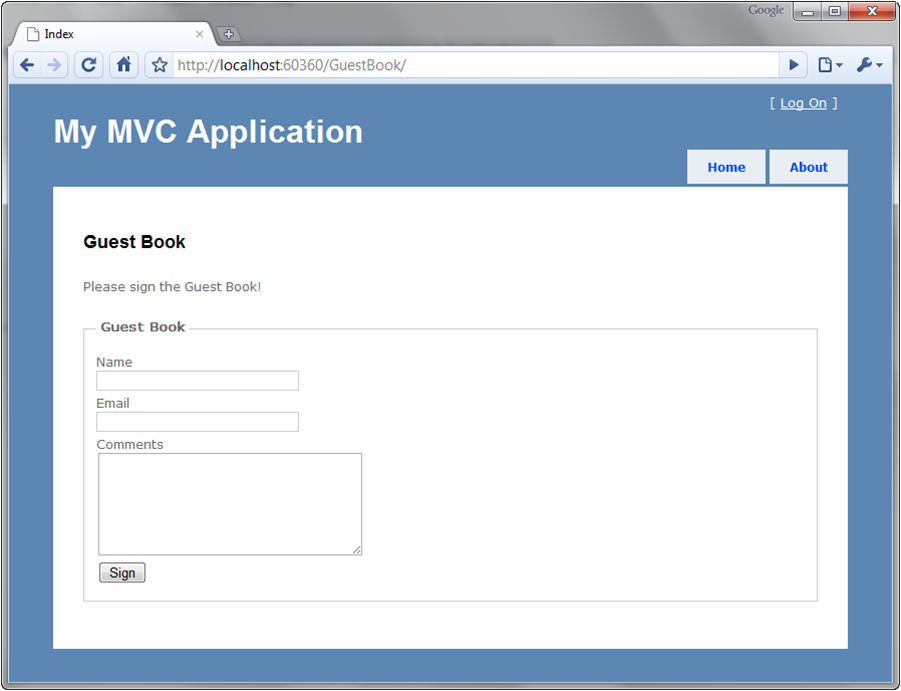 Google
Index
http://localhost:60360/GuestBook/
[ Log On ]
My MVC Application
Home About
Guest Book
Please sign the Guest Book!
Guest Book
Name
Email
Comments
Sign